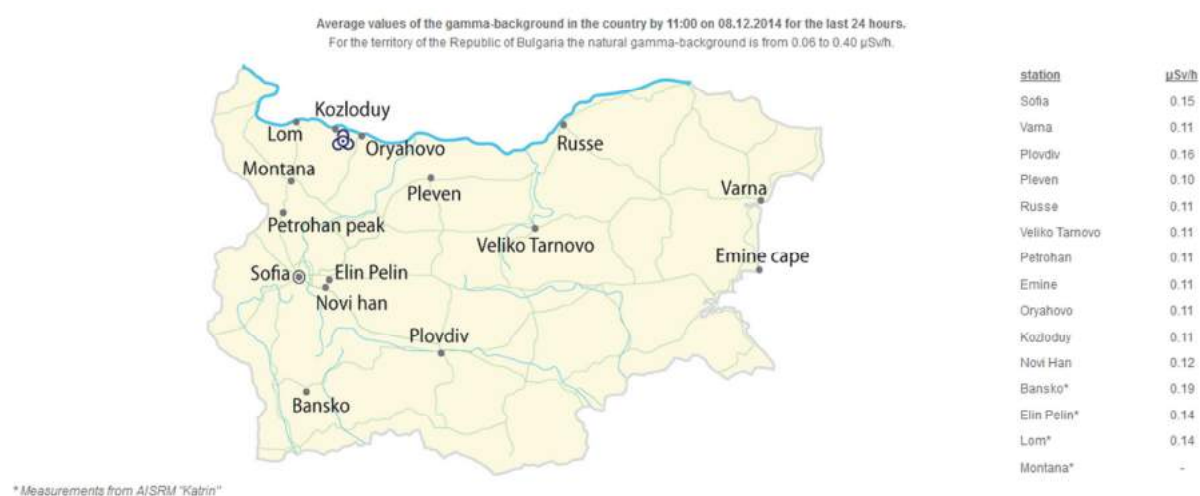 Average values of the gamma-background in the country by 11:00 on 08.12.2014 for the last 24 hours.
For the territory of the Republic of Bulgaria the natural gamma-background is from 0.06 to 0.40 µSv/h.
Kozloduy
Lom
Oryahovo
Russe
Montana
Pleven
Varna
Petrohan peak
Veliko Tarnovo
Emine cape
Sofia
Elin Pelin
Novi han
Plovdiv
Bansko
station µSv/h
Sofia 0.15
Varna 0.11
Plovdiv 0.16
Pleven 0.10
Russe 0.11
Veliko Tarnovo 0.11
Petrohan 0.11
Emine 0.11
Oryahovo 0.11
Kozloduy 0.11
Novi Han 0.12
Bansko* 0.19
Elin Pelin* 0.14
Lom* 0.14
Montana* -
* Measurements from AISRM "Katrin"